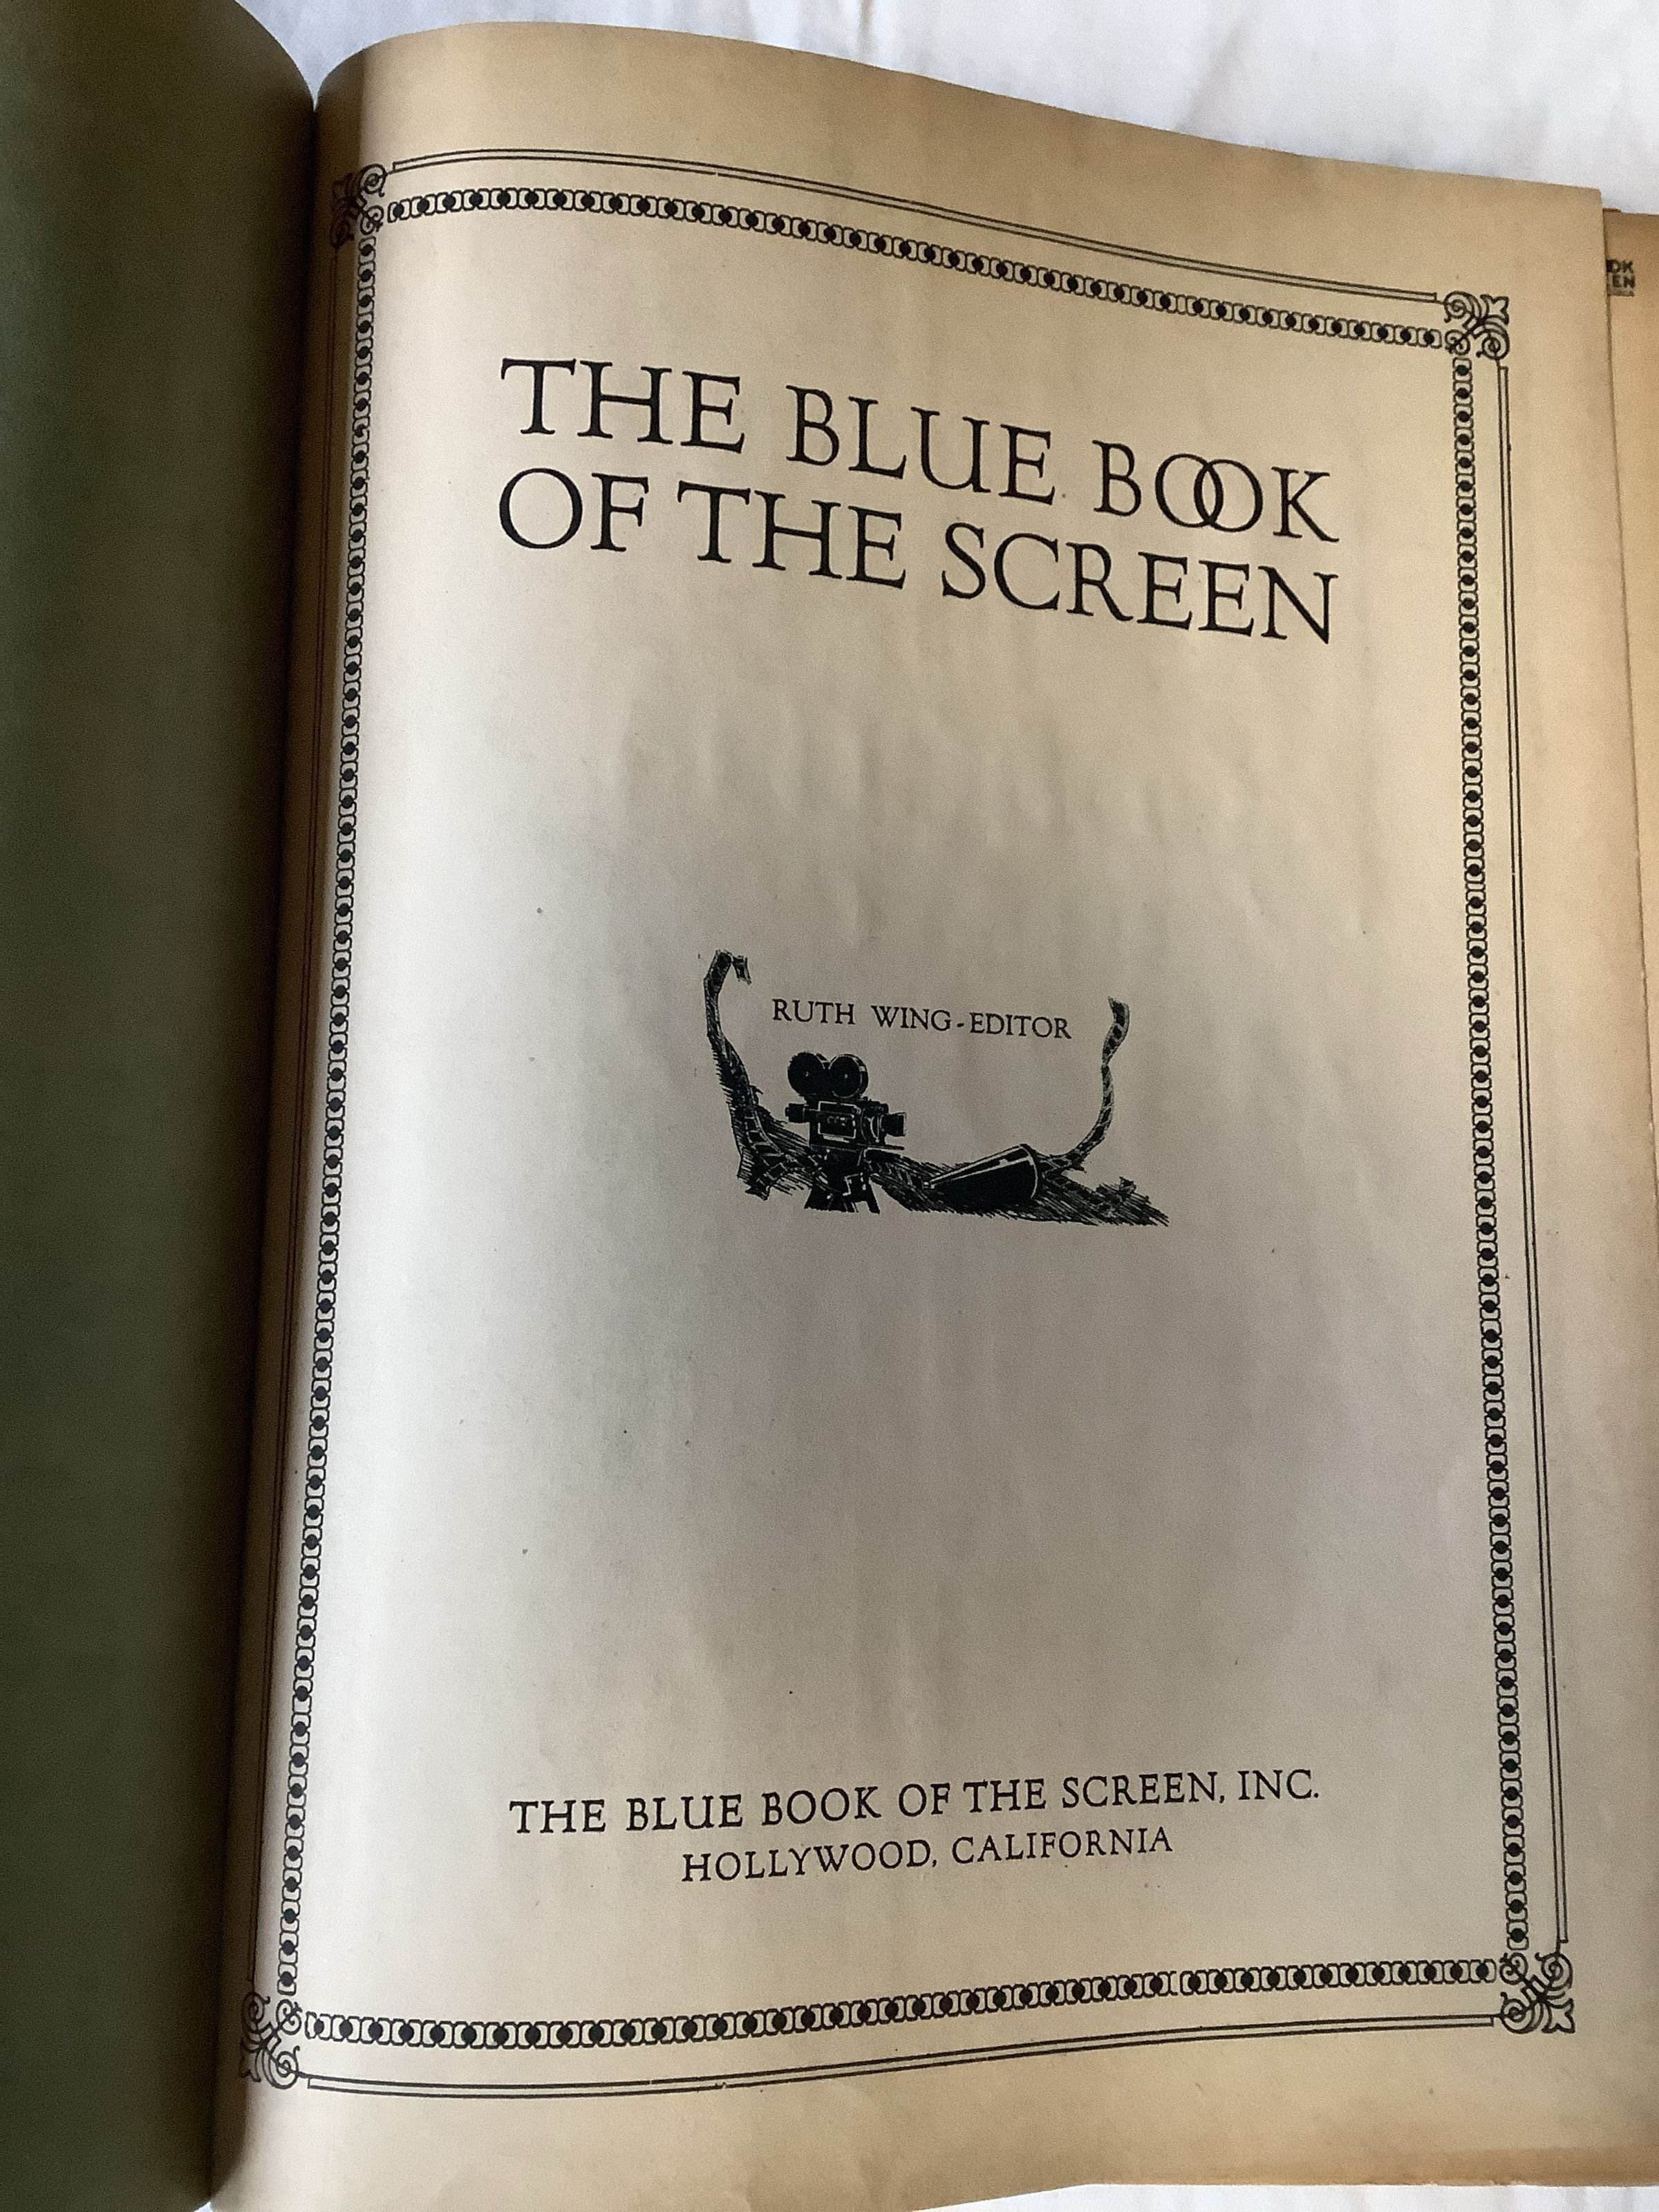 THE BLUE BOOK
OF THE SCREEN
RUTH WING-EDITOR
THE BLUE BOOK OF THE SCREEN, INC.
HOLLYWOOD, CALIFORNIA